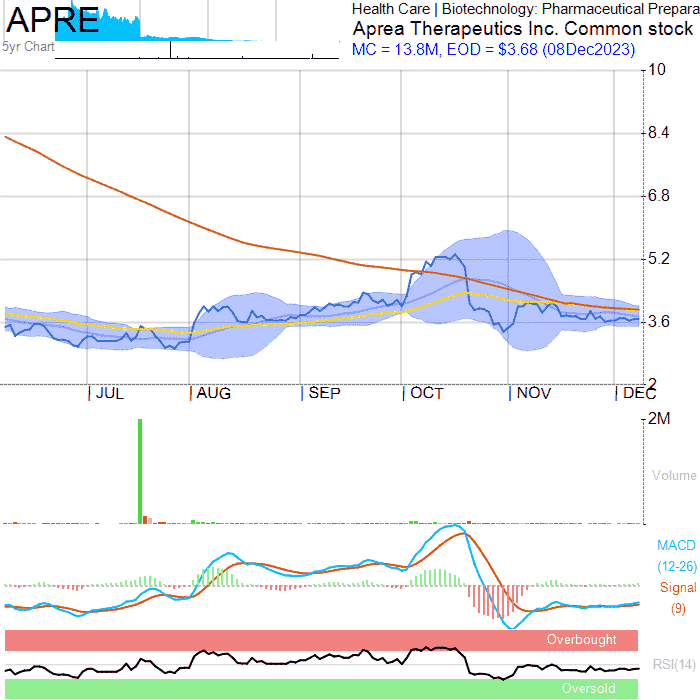 APRE
5yr Chart
Health Care | Biotechnology: Pharmaceutical Prepara
Aprea Therapeutics Inc. Common stock
MC = 13.8M, EOD = $3.68 (08Dec2023)
10
8.4
6.8
5.2
3.6
2
JUL AUG SEP OCT NOV DEC
2M
Volume
MACD
(12-26)
Signal
(9)
Overbought
RSI(14)
Oversold